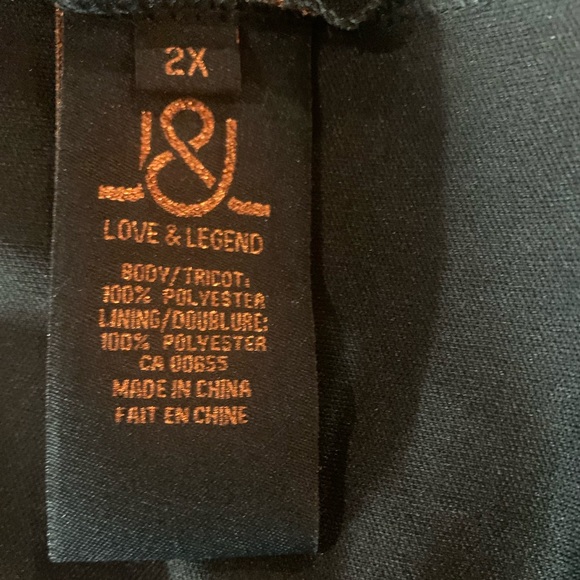 2X
L&L
LOVE & LEGEND
BODY/TRICOT:
100% POLYESTER
LINING/DOUBLURE:
100% POLYESTER
CA 00655
MADE IN CHINA
FAIT EN CHINE